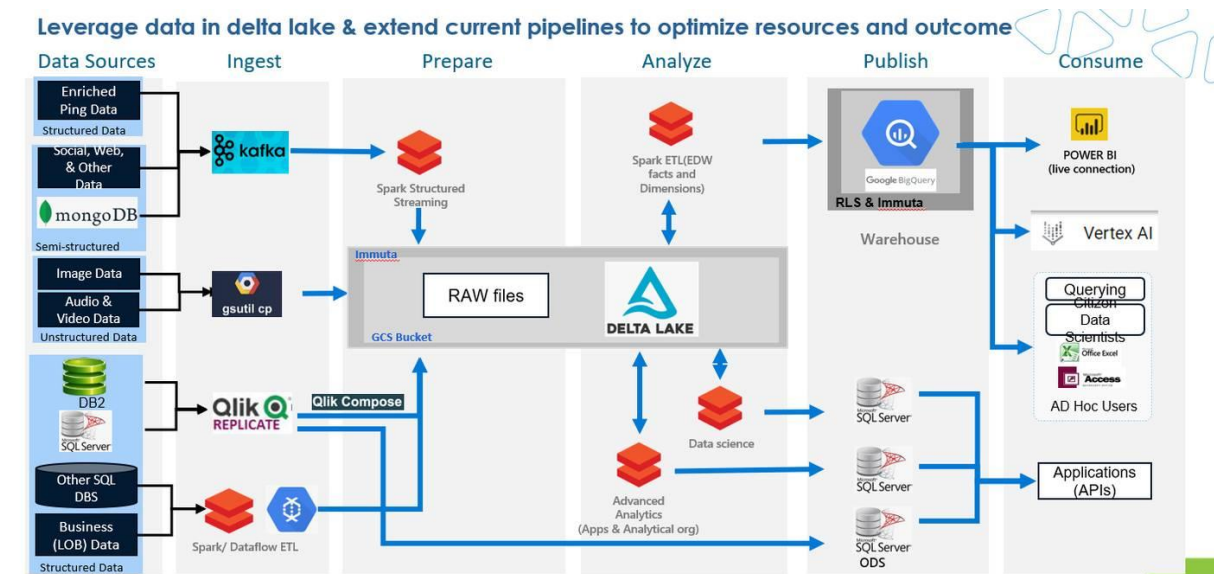 Leverage data in delta lake & extend current pipelines to optimize resources and outcome
Data Sources
Ingest
Prepare
Analyze
Publish
Consume
Enriched
Ping Data
Structured Data
Social, Web,
& Other
Data
mongoDB
Semi-structured
Image Data
Audio &
Video Data
Unstructured Data
DB2
SQL Server
Other SQL
DBS
Business
(LOB) Data
Structured Data
kafka
gsutil cp
Qlik
REPLICATE
Qlik Compose
Spark/ Dataflow ETL
Spark Structured
Streaming
Immuta
RAW files
GCS Bucket
DELTA LAKE
Spark ETL(EDW
facts and
Dimensions)
Data science
Advanced
Analytics
(Apps & Analytical org)
Google BigQuery
RLS & Immuta
Warehouse
SQL Server
SQL Server
SQL Server
ODS
POWER BI
(live connection)
Vertex AI
Querying
Citizen
Data
Scientists
Office Excel
Access
AD Hoc Users
Applications
(APIs)